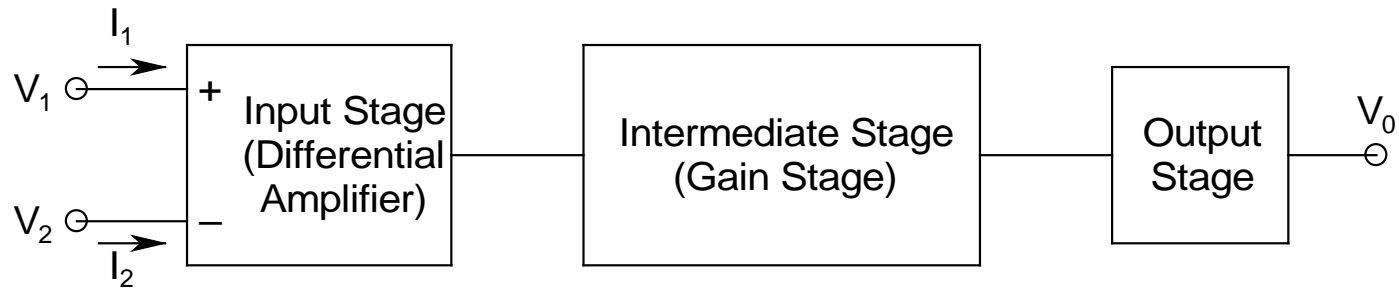 I₁
V₁
+
Input Stage
(Differential
Amplifier)
V₂
−
I₂
Intermediate Stage
(Gain Stage)
Output
Stage
V₀